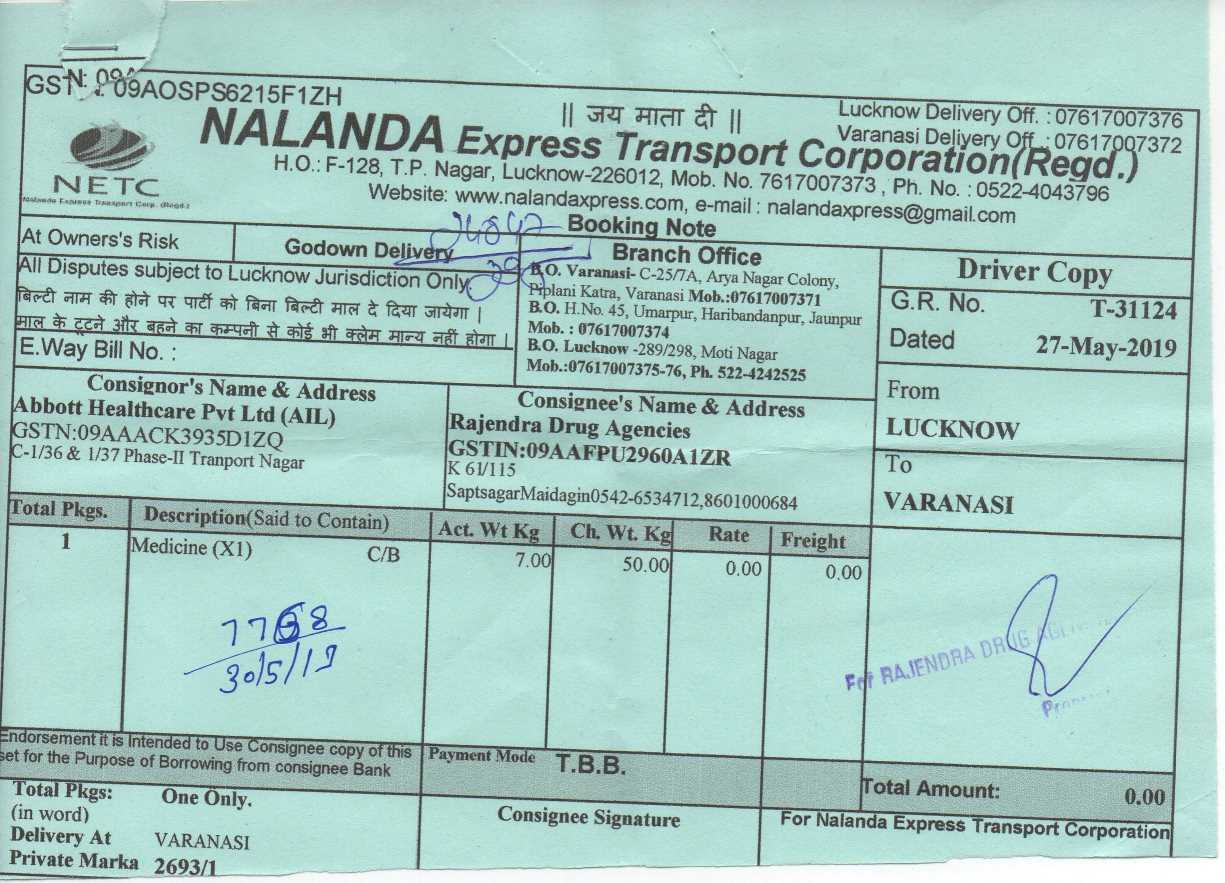 GSTN: 09AOSPS6215F1ZH
|| जय माता दी ||
Lucknow Delivery Off. : 07617007376
Varanasi Delivery Off. : 07617007372
NALANDA Express Transport Corporation(Regd.)
NETC
Nalanda Express Transport Corp. (Regd.)
H.O.: F-128, T.P. Nagar, Lucknow-226012, Mob. No. 7617007373 , Ph. No. : 0522-4043796
Website: www.nalandaxpress.com, e-mail : nalandaxpress@gmail.com
Booking Note
At Owners's Risk
Godown Delivery
All Disputes subject to Lucknow Jurisdiction Only.
बिल्टी नाम की होने पर पार्टी को बिना बिल्टी माल दे दिया जायेगा |
माल के टूटने और बहने का कम्पनी से कोई भी क्लेम मान्य नहीं होगा |
E.Way Bill No. :
Branch Office
B.O. Varanasi- C-25/7A, Arya Nagar Colony,
Piplani Katra, Varanasi Mob.:07617007371
B.O. H.No. 45, Umarpur, Haribandanpur, Jaunpur
Mob. : 07617007374
B.O. Lucknow -289/298, Moti Nagar
Mob.:07617007375-76, Ph. 522-4242525
Driver Copy
G.R. No. T-31124
Dated 27-May-2019
From
LUCKNOW
To
VARANASI
Consignor's Name & Address
Abbott Healthcare Pvt Ltd (AIL)
GSTN:09AAACK3935D1ZQ
C-1/36 & 1/37 Phase-II Tranport Nagar
Consignee's Name & Address
Rajendra Drug Agencies
GSTIN:09AAFPU2960A1ZR
K 61/115
SaptsagarMaidagin0542-6534712,8601000684
Total Pkgs. Description(Said to Contain) Act. Wt Kg Ch. Wt. Kg Rate Freight
1 Medicine (X1) C/B 7.00 50.00 0.00 0.00
7768
30/5/19
For RAJENDRA DRUG
Endorsement it is Intended to Use Consignee copy of this
set for the Purpose of Borrowing from consignee Bank
Payment Mode T.B.B.
Total Amount: 0.00
Total Pkgs: One Only.
(in word)
Delivery At VARANASI
Private Marka 2693/1
Consignee Signature
For Nalanda Express Transport Corporation